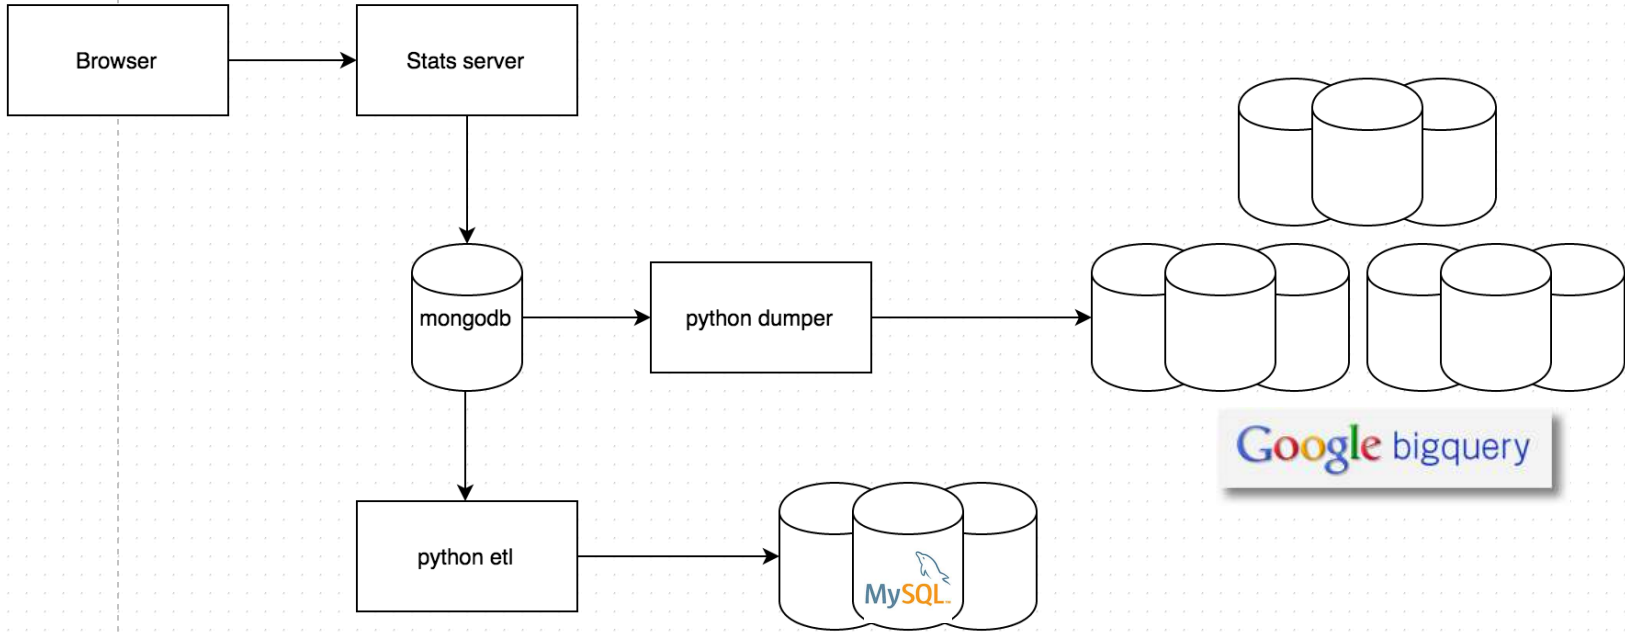 Browser
Stats server
mongodb
python dumper
Google bigquery
python etl
MySQL